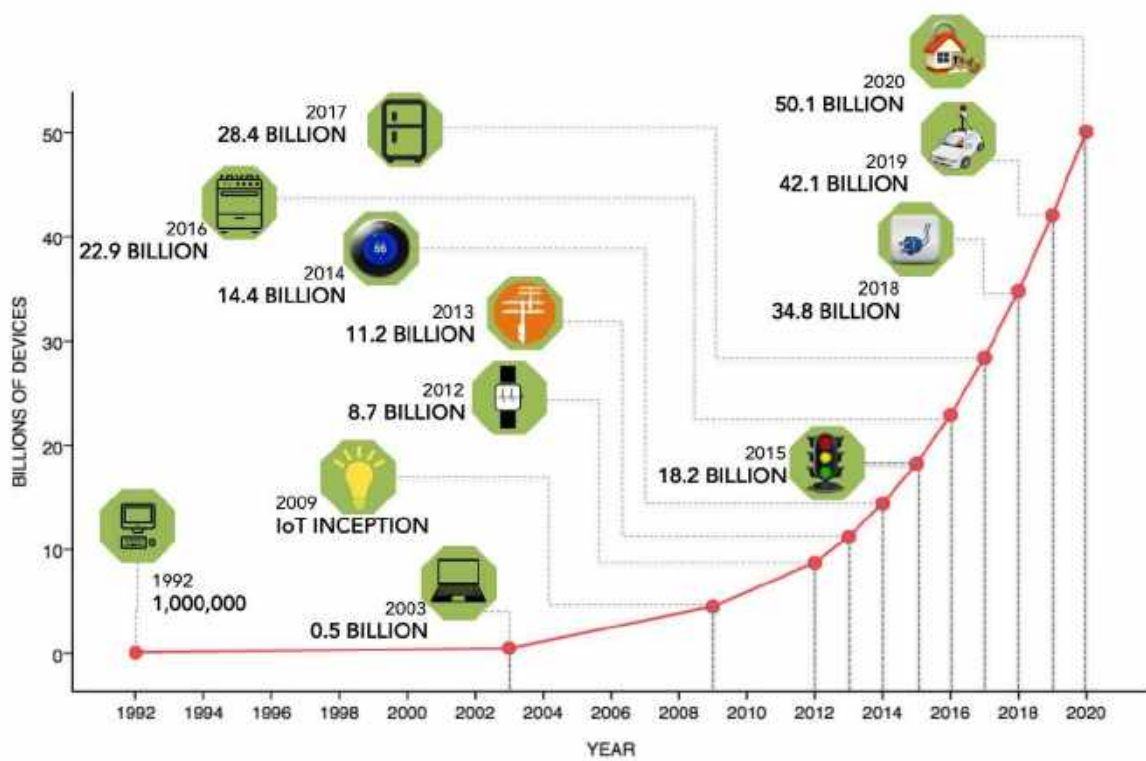 2020
50.1 BILLION
2017
28.4 BILLION
2019
42.1 BILLION
2016
22.9 BILLION
2014
14.4 BILLION
2018
34.8 BILLION
2013
11.2 BILLION
2012
8.7 BILLION
2015
18.2 BILLION
2009
IoT INCEPTION
1992
1,000,000
2003
0.5 BILLION
BILLIONS OF DEVICES
50
40
30
20
10
0
1992 1994 1996 1998 2000 2002 2004 2006 2008 2010 2012 2014 2016 2018 2020
YEAR